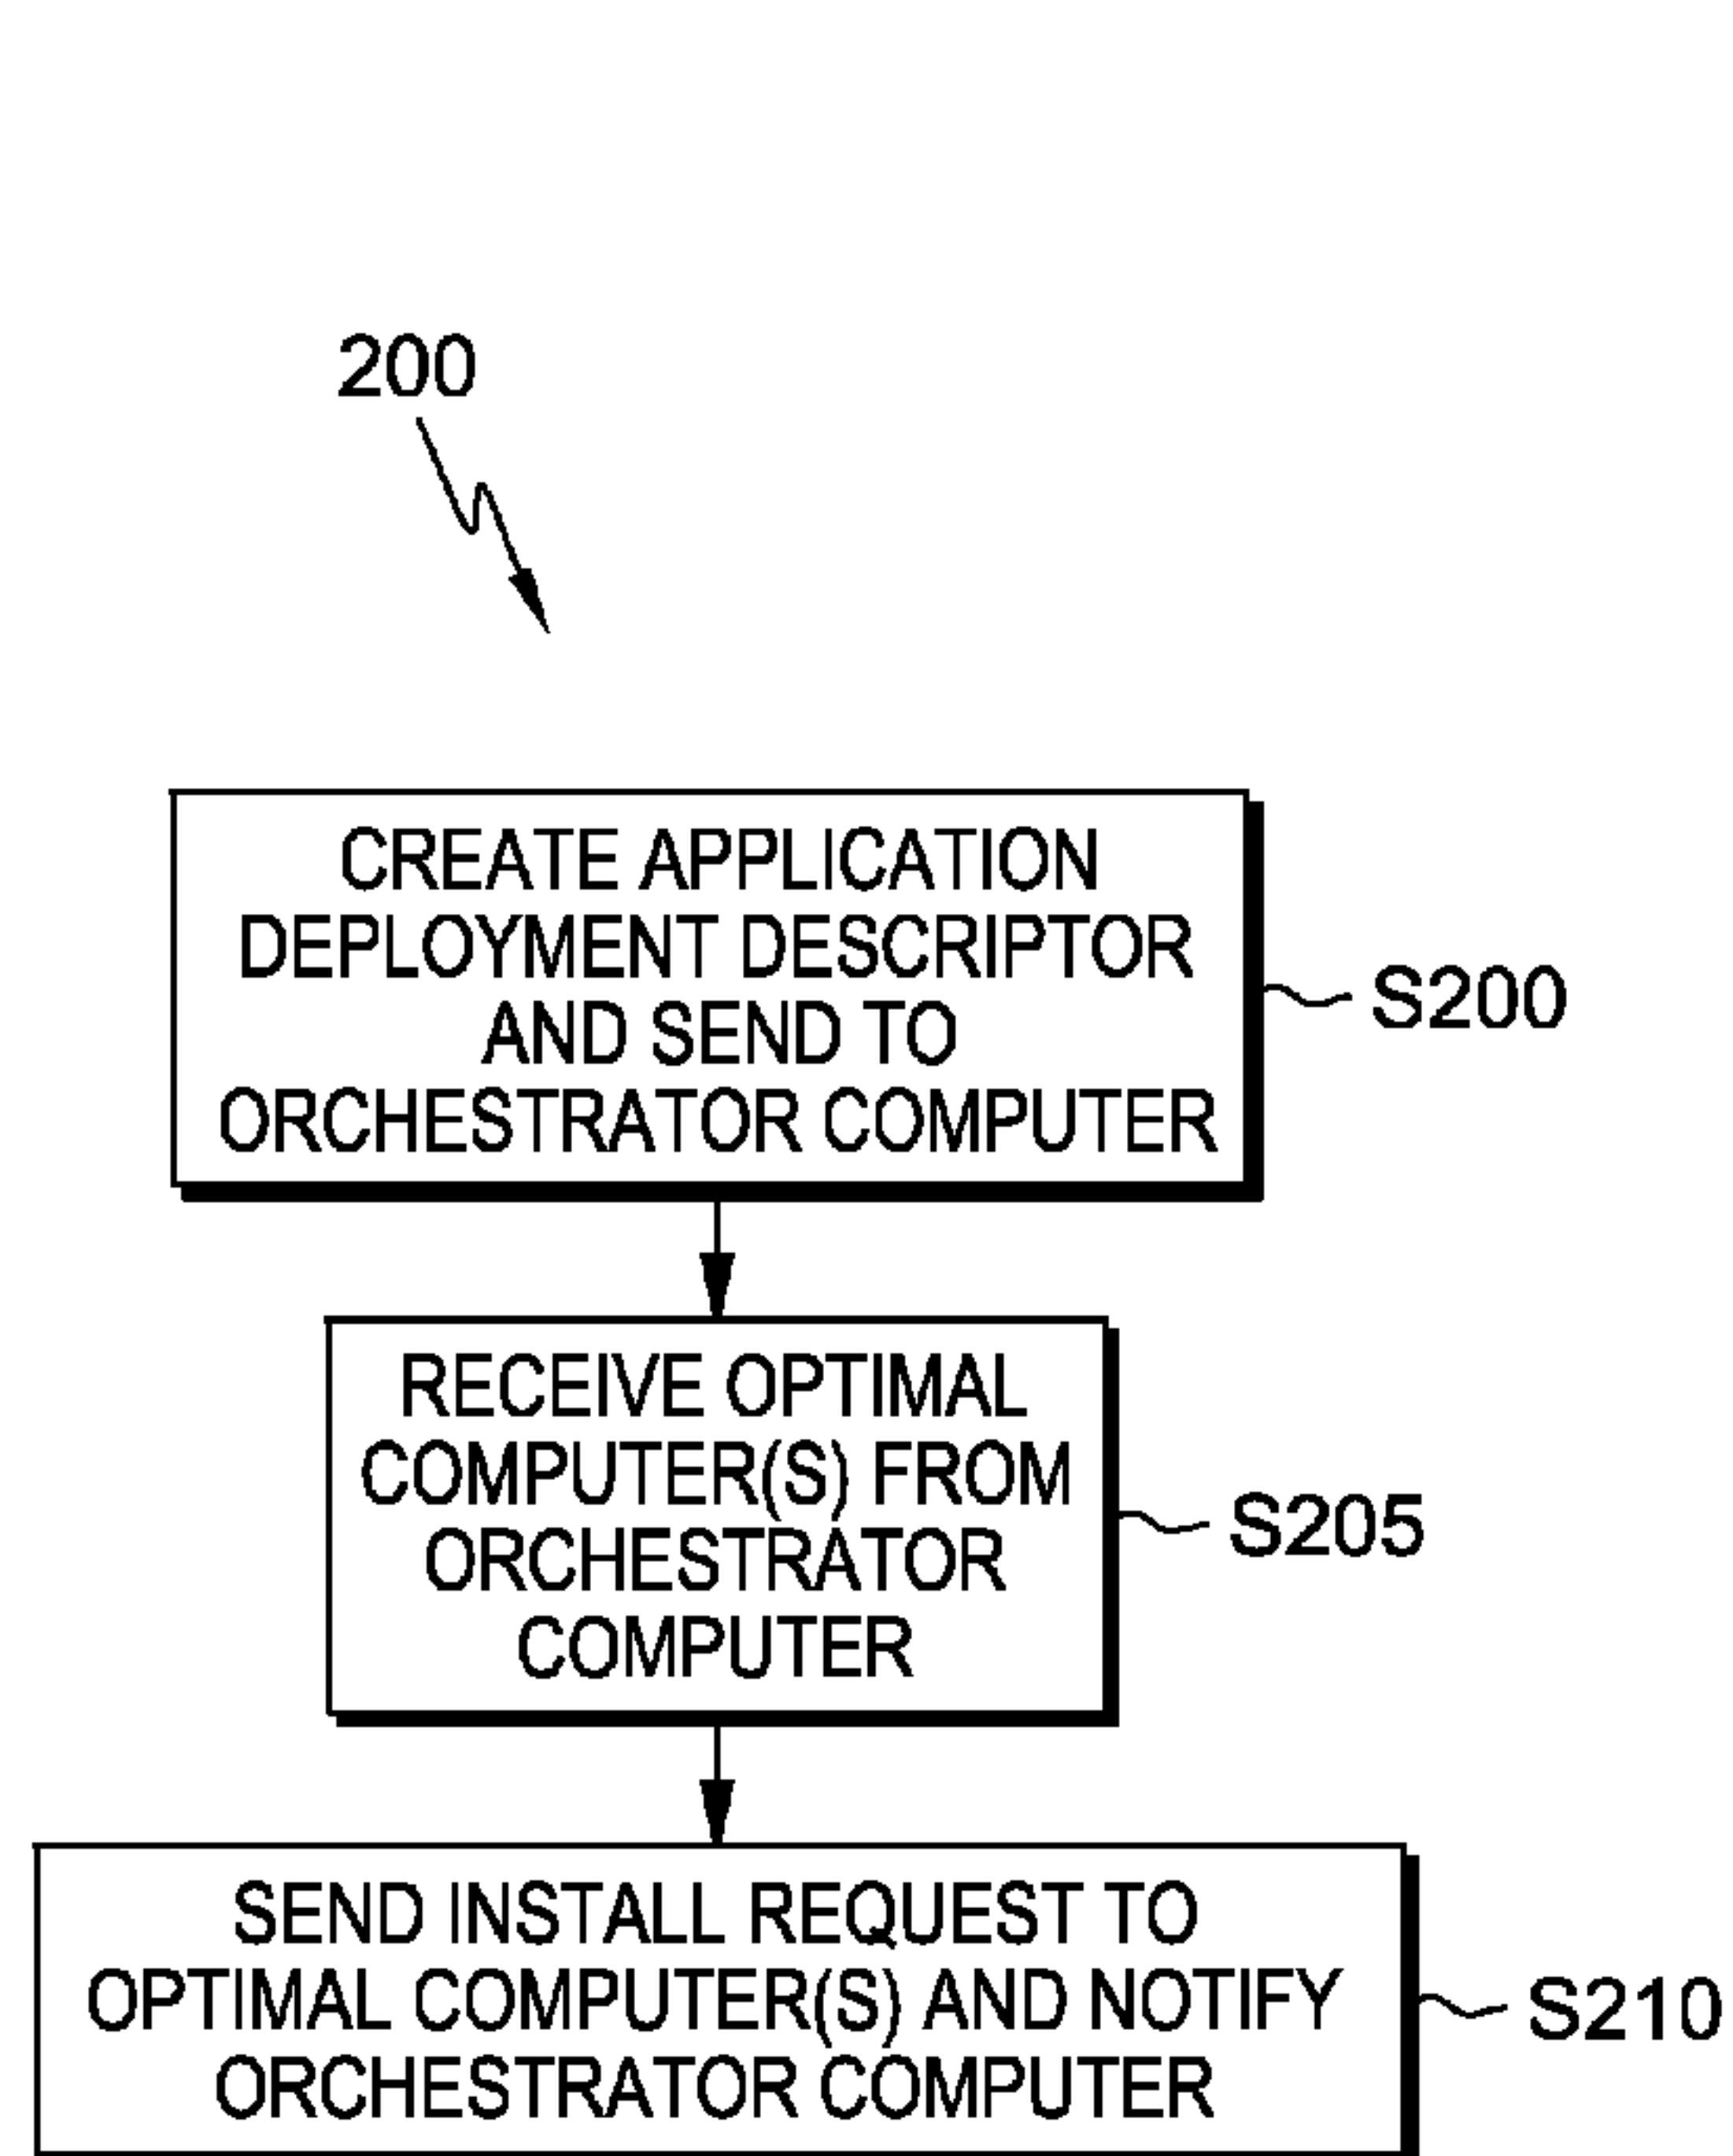 200
CREATE APPLICATION
DEPLOYMENT DESCRIPTOR
AND SEND TO
ORCHESTRATOR COMPUTER
S200
RECEIVE OPTIMAL
COMPUTER(S) FROM
ORCHESTRATOR
COMPUTER
S205
SEND INSTALL REQUEST TO
OPTIMAL COMPUTER(S) AND NOTIFY
ORCHESTRATOR COMPUTER
S210